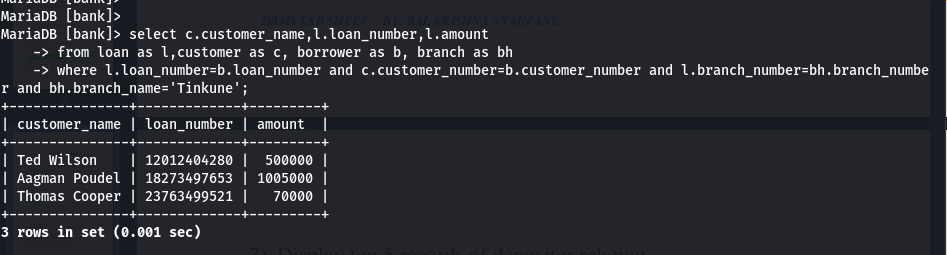 MariaDB [bank]>
MariaDB [bank]>
DBMS LAB SHEET BY: BAL KRISHNA NYAUPANE
MariaDB [bank]> select c.customer_name,l.loan_number,l.amount
    -> from loan as l,customer as c, borrower as b, branch as bh
    -> where l.loan_number=b.loan_number and c.customer_number=b.customer_number and l.branch_number=bh.branch_numbe
r and bh.branch_name='Tinkune';
+---------------+-------------+---------+
| customer_name | loan_number | amount  |
+---------------+-------------+---------+
| Ted Wilson    | 12012404280 |  500000 |
| Aagman Poudel | 18273497653 | 1005000 |
| Thomas Cooper | 23763499521 |   70000 |
+---------------+-------------+---------+
3 rows in set (0.001 sec)
7) Display top 5 records of depositor relation